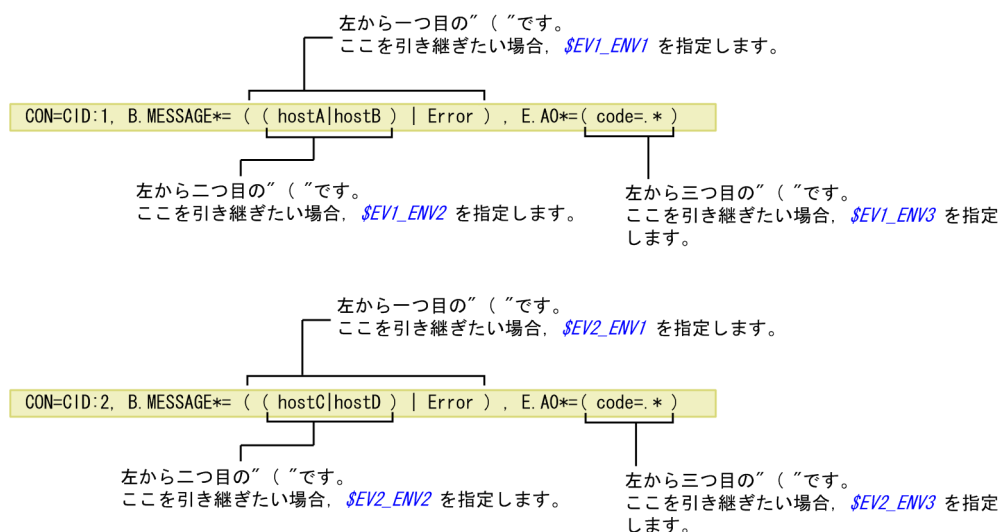 左から一つ目の"（"です。
ここを引き継ぎたい場合, $EV1_ENV1 を指定します。
CON=CID:1, B.MESSAGE*= ( ( hostA|hostB ) | Error ) , E.A0*=( code=.* )
左から二つ目の"（"です。
ここを引き継ぎたい場合, $EV1_ENV2 を指定します。
左から三つ目の"（"です。
ここを引き継ぎたい場合, $EV1_ENV3 を指定
します。
左から一つ目の"（"です。
ここを引き継ぎたい場合, $EV2_ENV1 を指定します。
CON=CID:2, B.MESSAGE*= ( ( hostC|hostD ) | Error ) , E.A0*=( code=.* )
左から二つ目の"（"です。
ここを引き継ぎたい場合, $EV2_ENV2 を指定します。
左から三つ目の"（"です。
ここを引き継ぎたい場合, $EV2_ENV3 を指定
します。